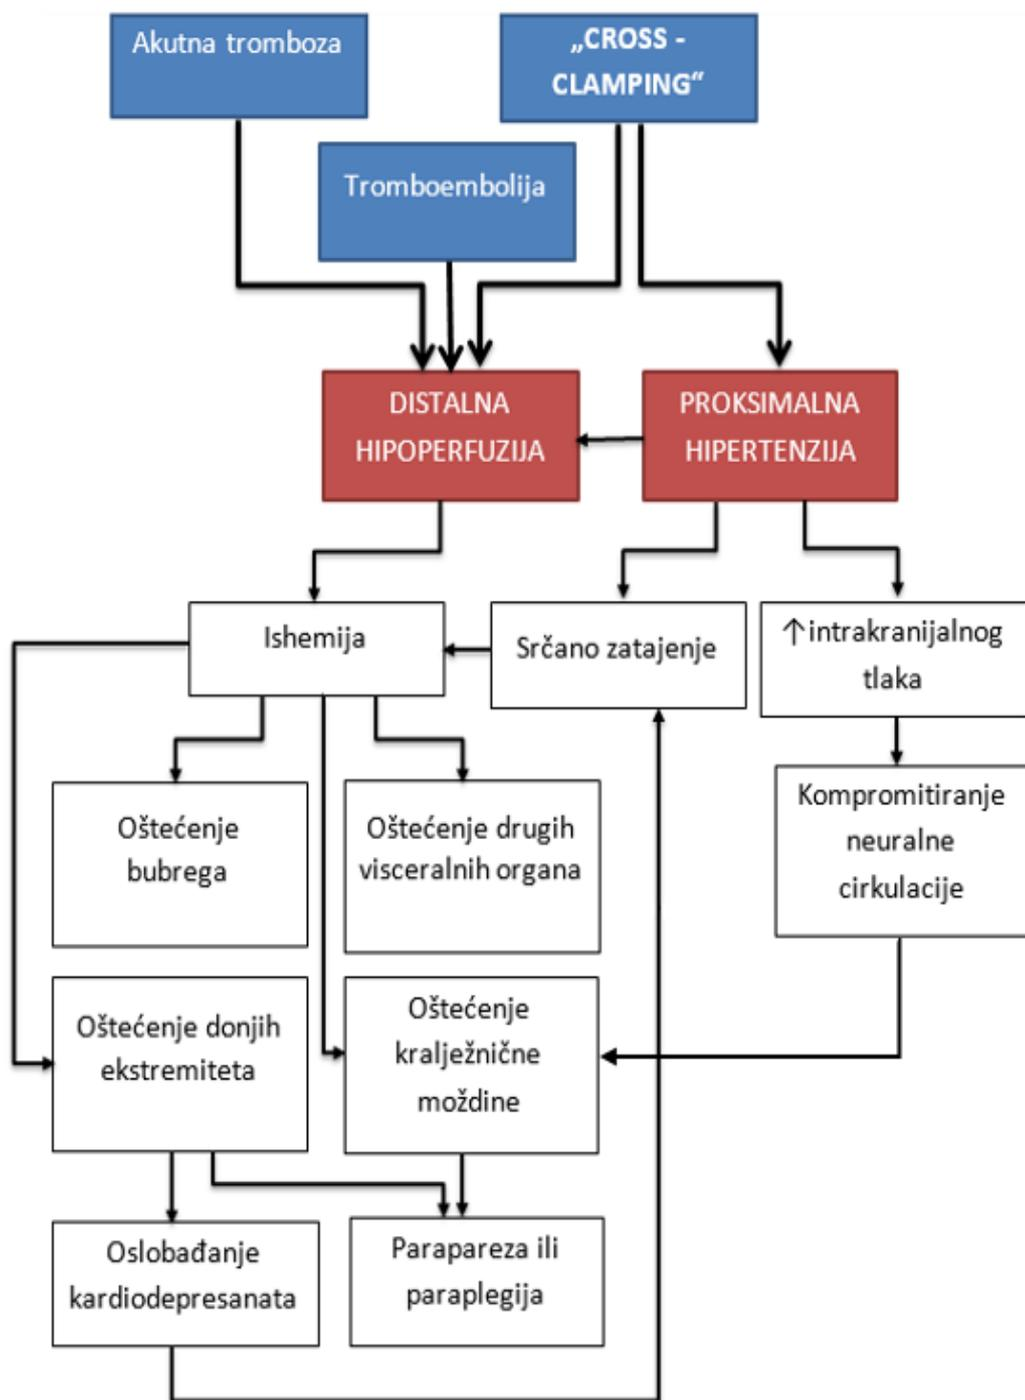 Akutna tromboza
„CROSS -
CLAMPING“
Tromboembolija
DISTALNA
HIPOPERFUZIJA
PROKSIMALNA
HIPERTENZIJA
Ishemija
Srčano zatajenje
↑intrakranijalnog
tlaka
Oštećenje
bubrega
Oštećenje drugih
visceralnih organa
Kompromitiranje
neuralne
cirkulacije
Oštećenje donjih
ekstremiteta
Oštećenje
kralježnične
moždine
Oslobađanje
kardiodepresanata
Parapareza ili
paraplegija